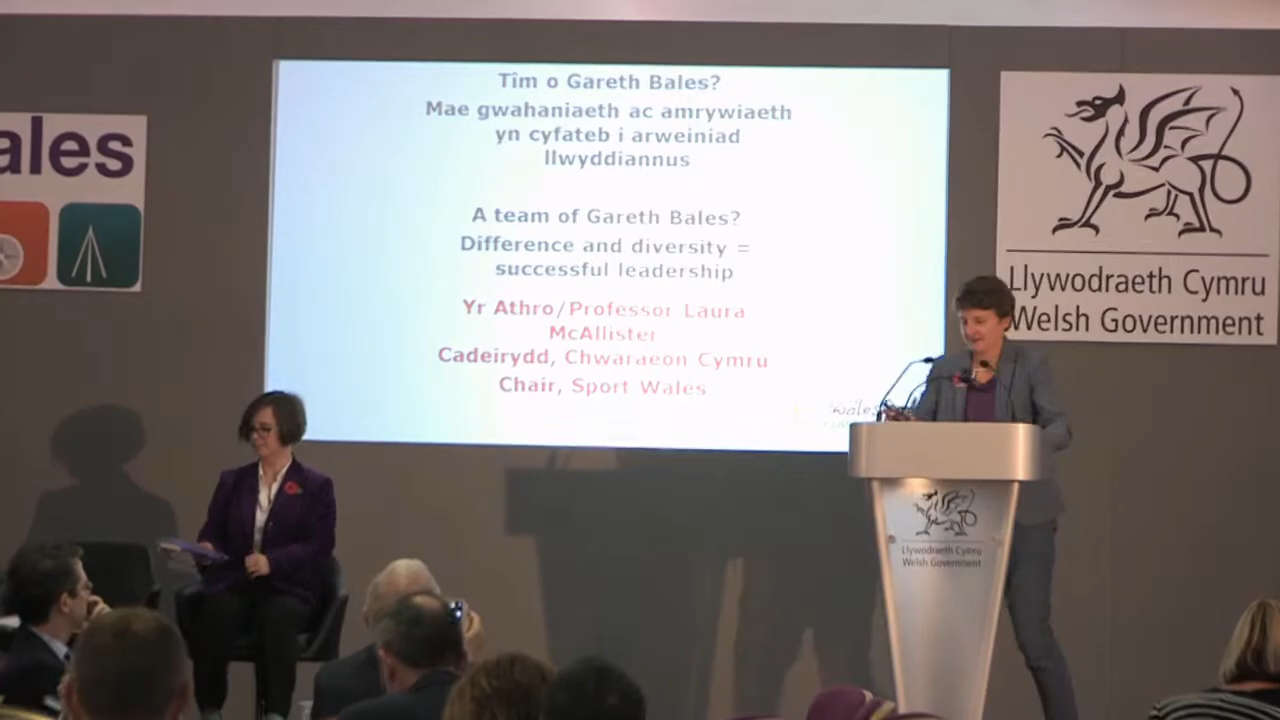 Tîm o Gareth Bales?
Mae gwahaniaeth ac amrywiaeth
yn cyfateb i arweiniad
llwyddiannus
A team of Gareth Bales?
Difference and diversity =
successful leadership
Yr Athro/Professor Laura
McAllister
Cadeirydd, Chwaraeon Cymru
Chair, Sport Wales
ales
Llywodraeth Cymru
Welsh Government
Llywodraeth Cymru
Welsh Government